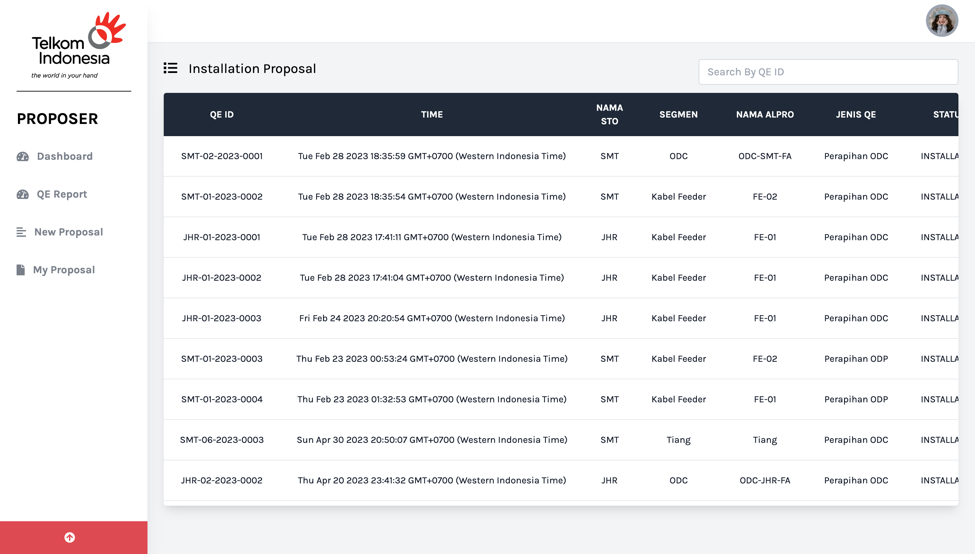 Telkom
Indonesia
the world in your hand
PROPOSER
Dashboard
QE Report
New Proposal
My Proposal
Installation Proposal
Search By QE ID
QE ID TIME NAMA STO SEGMEN NAMA ALPRO JENIS QE STATU
SMT-02-2023-0001 Tue Feb 28 2023 18:35:59 GMT+0700 (Western Indonesia Time) SMT ODC ODC-SMT-FA Perapihan ODC INSTALLA
SMT-01-2023-0002 Tue Feb 28 2023 18:35:54 GMT+0700 (Western Indonesia Time) SMT Kabel Feeder FE-02 Perapihan ODC INSTALLA
JHR-01-2023-0001 Tue Feb 28 2023 17:41:11 GMT+0700 (Western Indonesia Time) JHR Kabel Feeder FE-01 Perapihan ODC INSTALLA
JHR-01-2023-0002 Tue Feb 28 2023 17:41:04 GMT+0700 (Western Indonesia Time) JHR Kabel Feeder FE-01 Perapihan ODC INSTALLA
JHR-01-2023-0003 Fri Feb 24 2023 20:20:54 GMT+0700 (Western Indonesia Time) JHR Kabel Feeder FE-01 Perapihan ODC INSTALLA
SMT-01-2023-0003 Thu Feb 23 2023 00:53:24 GMT+0700 (Western Indonesia Time) SMT Kabel Feeder FE-02 Perapihan ODP INSTALLA
SMT-01-2023-0004 Thu Feb 23 2023 01:32:53 GMT+0700 (Western Indonesia Time) SMT Kabel Feeder FE-01 Perapihan ODP INSTALLA
SMT-06-2023-0003 Sun Apr 30 2023 20:50:07 GMT+0700 (Western Indonesia Time) SMT Tiang Tiang Perapihan ODC INSTALLA
JHR-02-2023-0002 Thu Apr 20 2023 23:41:32 GMT+0700 (Western Indonesia Time) JHR ODC ODC-JHR-FA Perapihan ODC INSTALLA